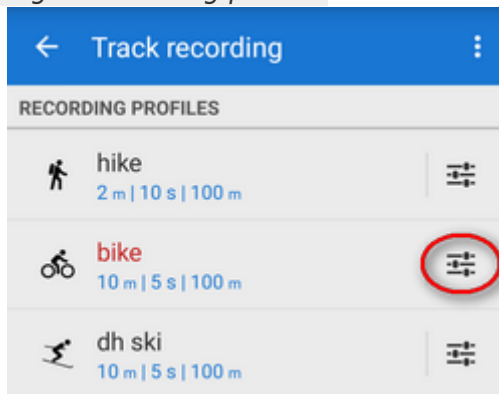 Track recording
RECORDING PROFILES
hike
2 m | 10 s | 100 m
bike
10 m | 5 s | 100 m
dh ski
10 m | 5 s | 100 m